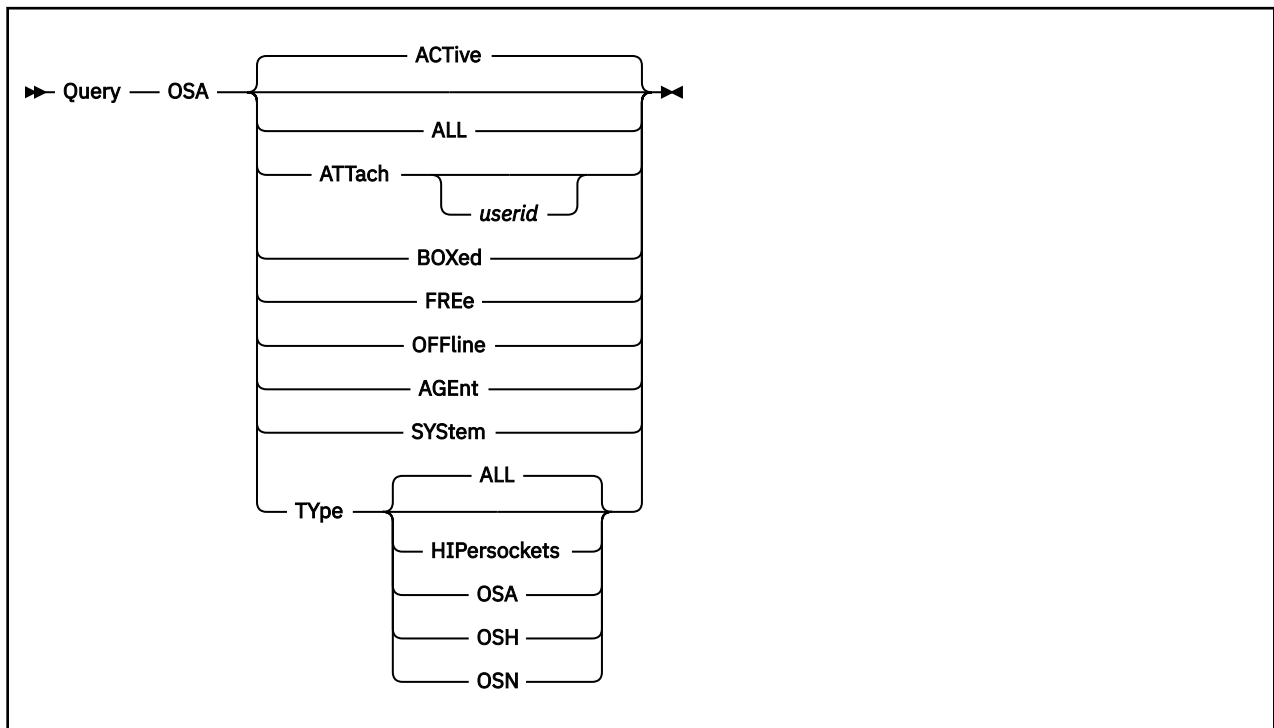 ACTive
Query OSA
ALL
ATTach
userid
BOXed
FREe
OFFline
AGEnt
SYStem
ALL
TYpe
HIPersockets
OSA
OSH
OSN